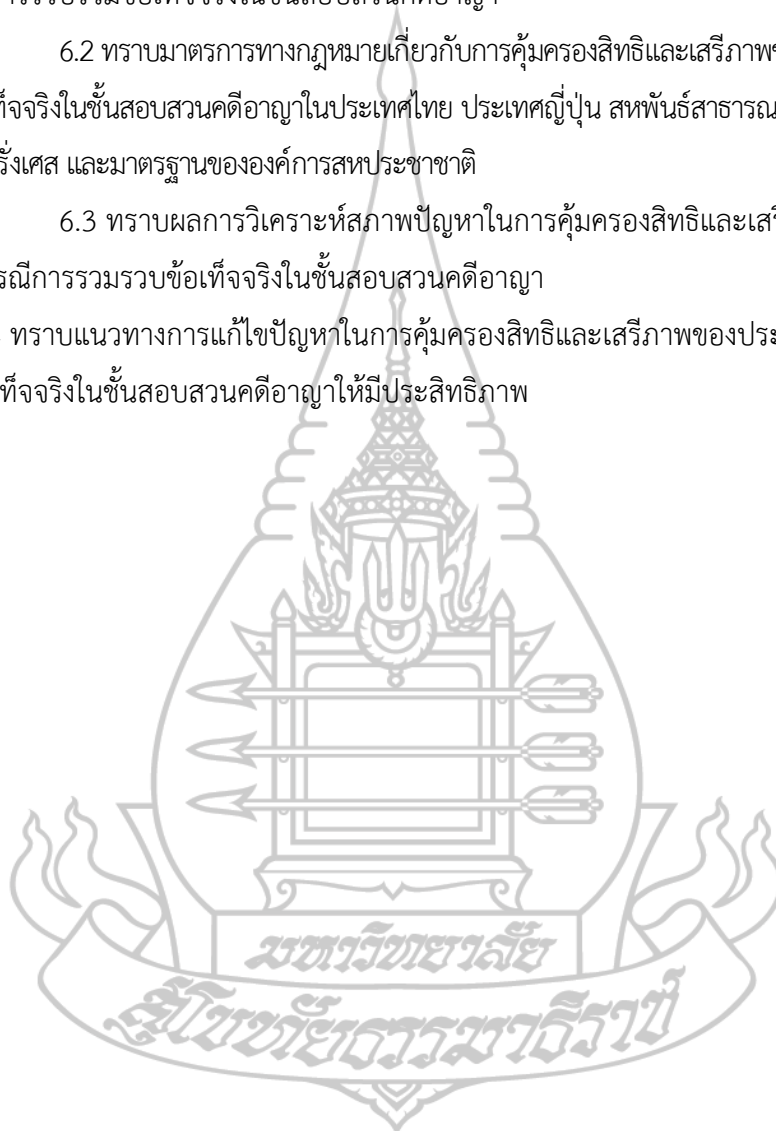 6.2 ทราบมาตรการทางกฎหมายเกี่ยวกับการคุ้มครองสิทธิและเสรีภาพ
ท็จจริงในชั้นสอบสวนคดีอาญาในประเทศไทย ประเทศญี่ปุ่น สหพันธ์สาธารณ
รั่งเศส และมาตรฐานขององค์การสหประชาชาติ
6.3 ทราบผลการวิเคราะห์สภาพปัญหาในการคุ้มครองสิทธิและเสรี
รณีการรวมรวบข้อเท็จจริงในชั้นสอบสวนคดีอาญา
ทราบแนวทางการแก้ไขปัญหาในการคุ้มครองสิทธิและเสรีภาพของประ
ท็จจริงในชั้นสอบสวนคดีอาญาให้มีประสิทธิภาพ
มหาวิทยาลัย
สุโขทัยธรรมาธิราช